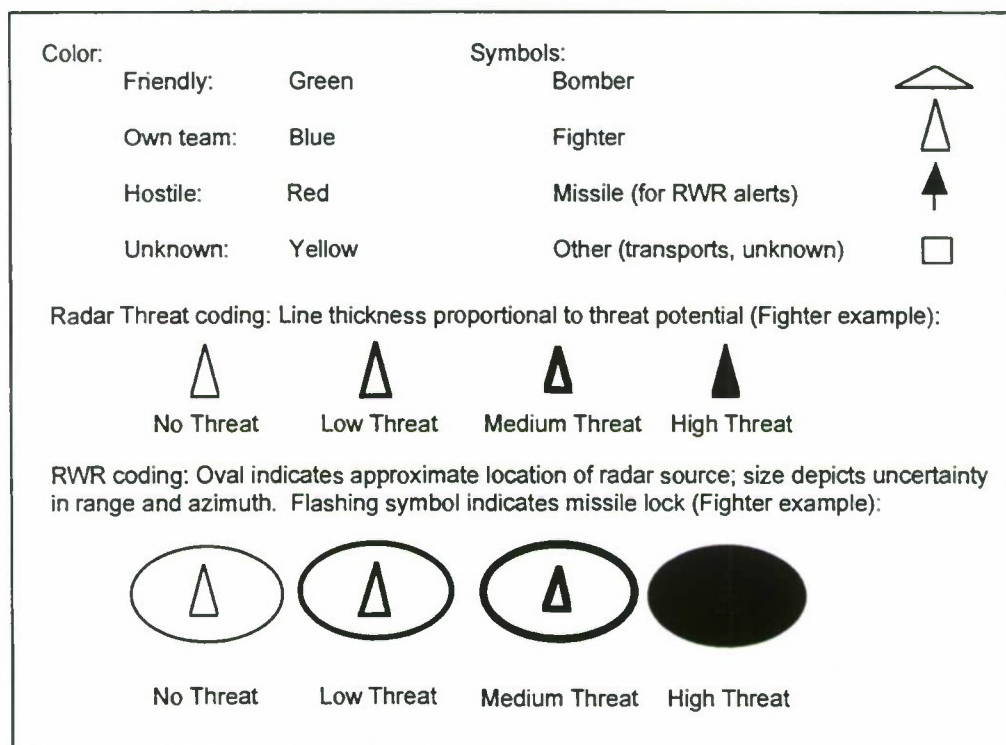 Color: Symbols:
Friendly: Green Bomber
Own team: Blue Fighter
Hostile: Red Missile (for RWR alerts)
Unknown: Yellow Other (transports, unknown)
Radar Threat coding: Line thickness proportional to threat potential (Fighter example):
No Threat Low Threat Medium Threat High Threat
RWR coding: Oval indicates approximate location of radar source; size depicts uncertainty
in range and azimuth. Flashing symbol indicates missile lock (Fighter example):
No Threat Low Threat Medium Threat High Threat